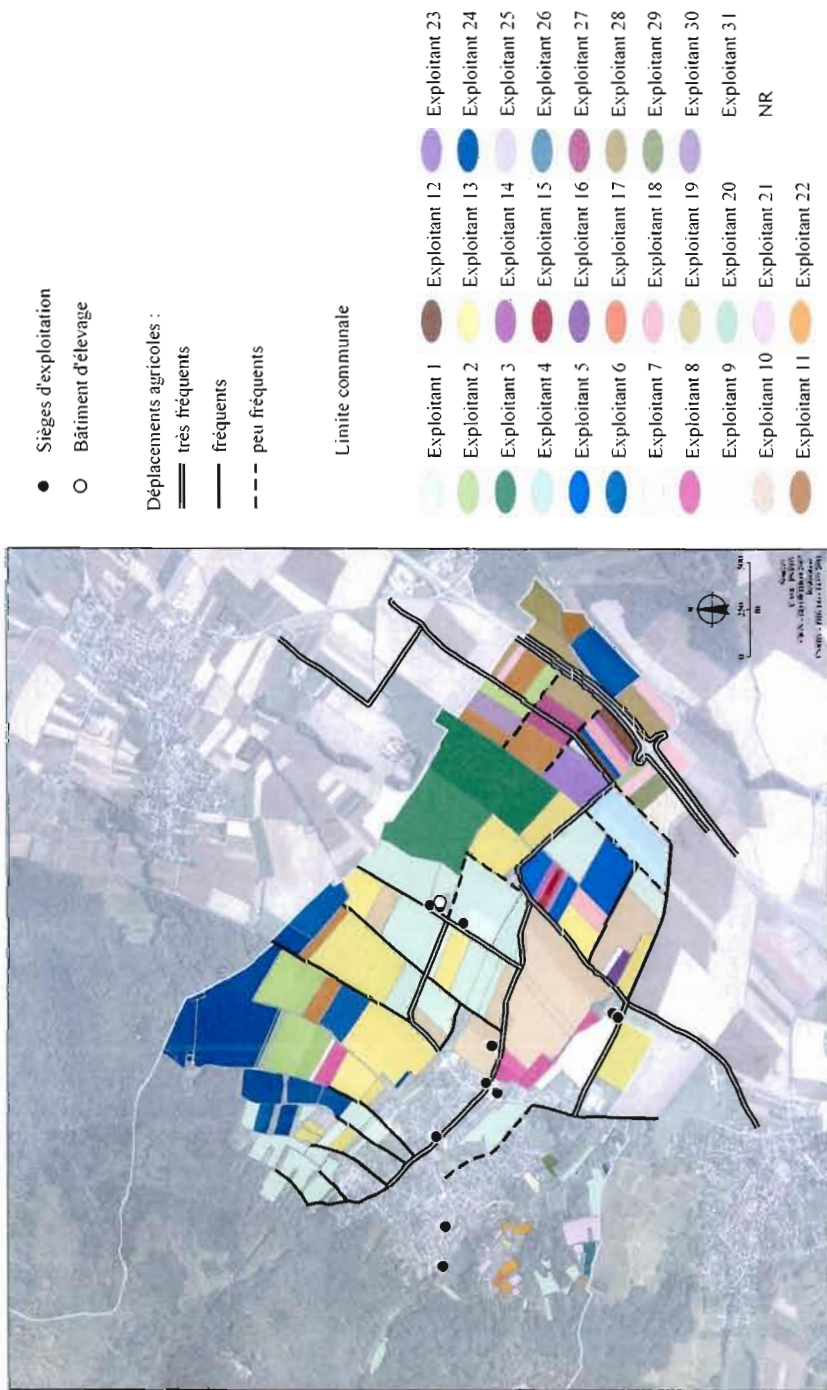 Sièges d'exploitation
Bâtiment d'élevage
Déplacements agricoles :
très fréquents
fréquents
peu fréquents
Limite communale
Exploitant 1
Exploitant 2
Exploitant 3
Exploitant 4
Exploitant 5
Exploitant 6
Exploitant 7
Exploitant 8
Exploitant 9
Exploitant 10
Exploitant 11
Exploitant 12
Exploitant 13
Exploitant 14
Exploitant 15
Exploitant 16
Exploitant 17
Exploitant 18
Exploitant 19
Exploitant 20
Exploitant 21
Exploitant 22
Exploitant 23
Exploitant 24
Exploitant 25
Exploitant 26
Exploitant 27
Exploitant 28
Exploitant 29
Exploitant 30
Exploitant 31
NR
N
0 250 500
m